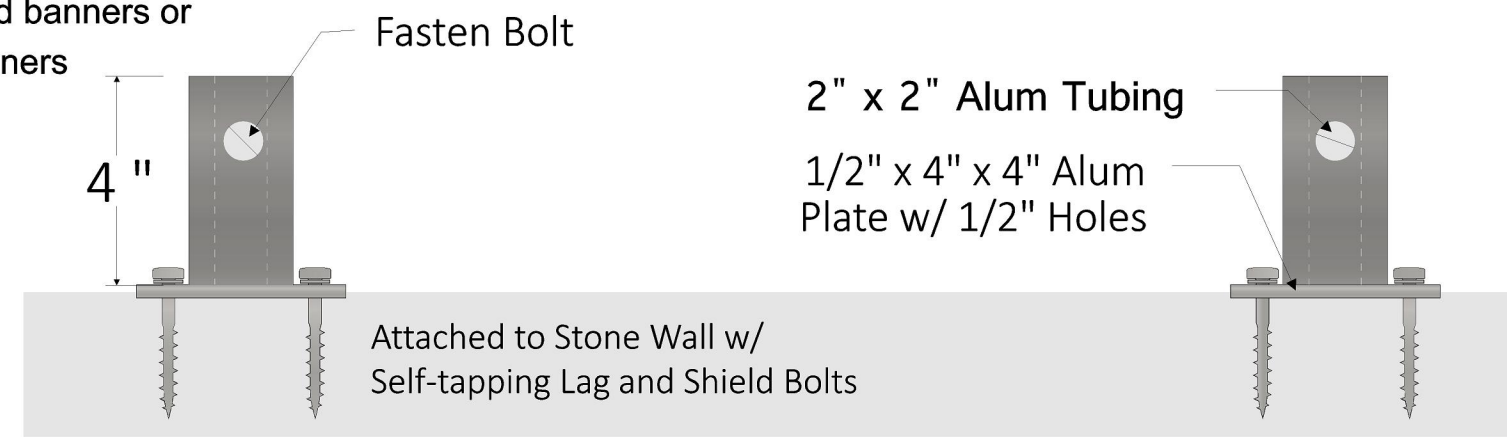 d banners or
ners
Fasten Bolt
4 "
2" x 2" Alum Tubing
1/2" x 4" x 4" Alum
Plate w/ 1/2" Holes
Attached to Stone Wall w/
Self-tapping Lag and Shield Bolts